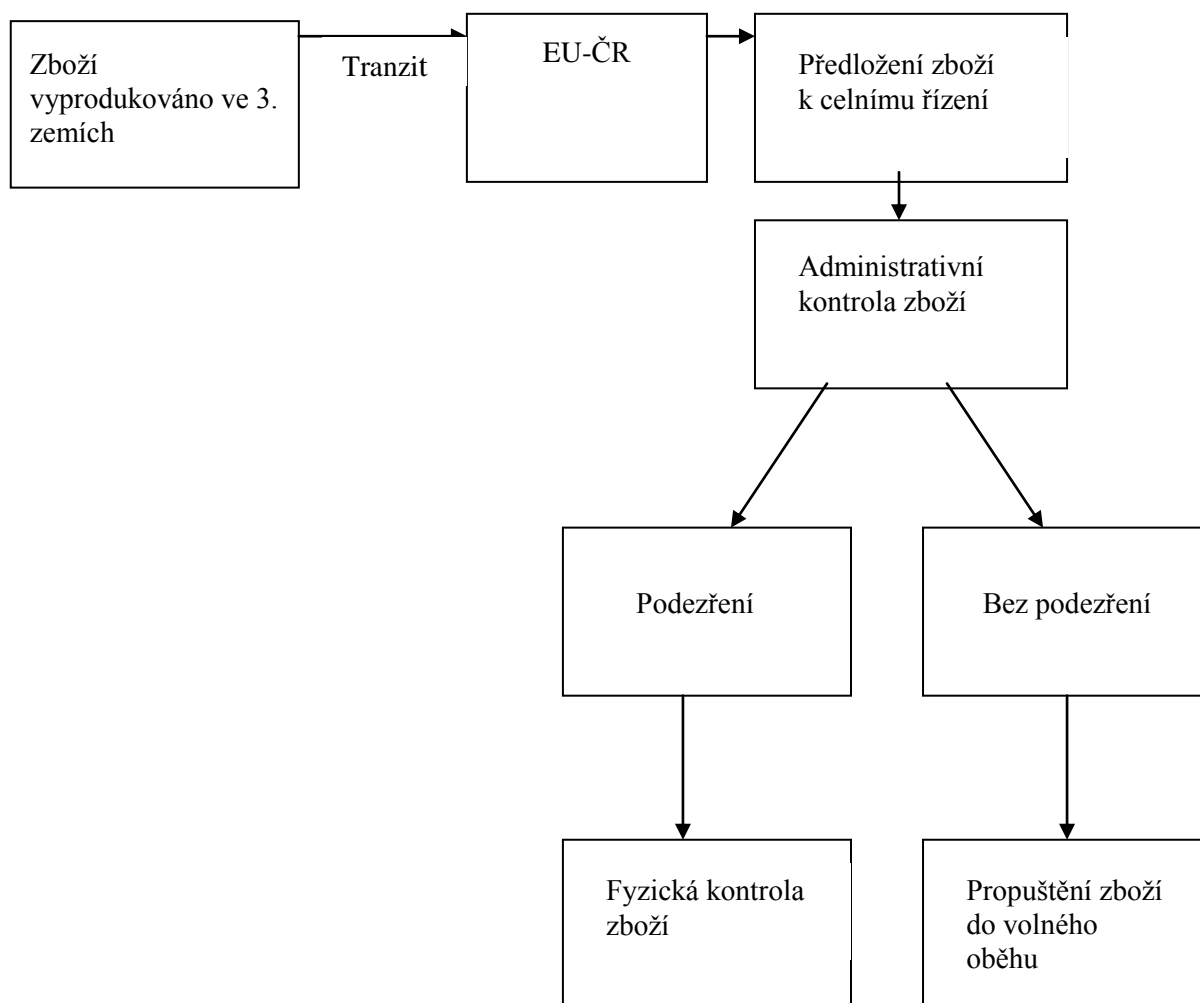 Zboží
vyprodukováno ve 3.
zemích
Tranzit
EU-ČR
Předložení zboží
k celnímu řízení
Administrativní
kontrola zboží
Podezření
Bez podezření
Fyzická kontrola
zboží
Propuštění zboží
do volného
oběhu